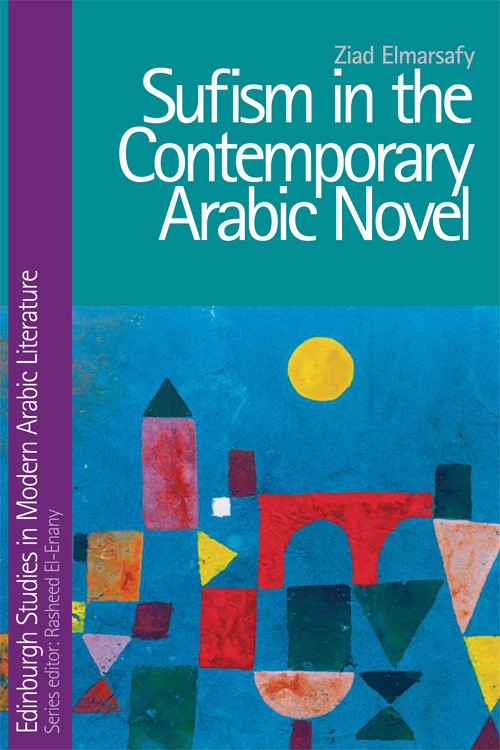 Ziad Elmarsafy
Sufism in the
Contemporary
Arabic Novel
Edinburgh Studies in Modern Arabic Literature
Series editor: Rasheed El-Enany